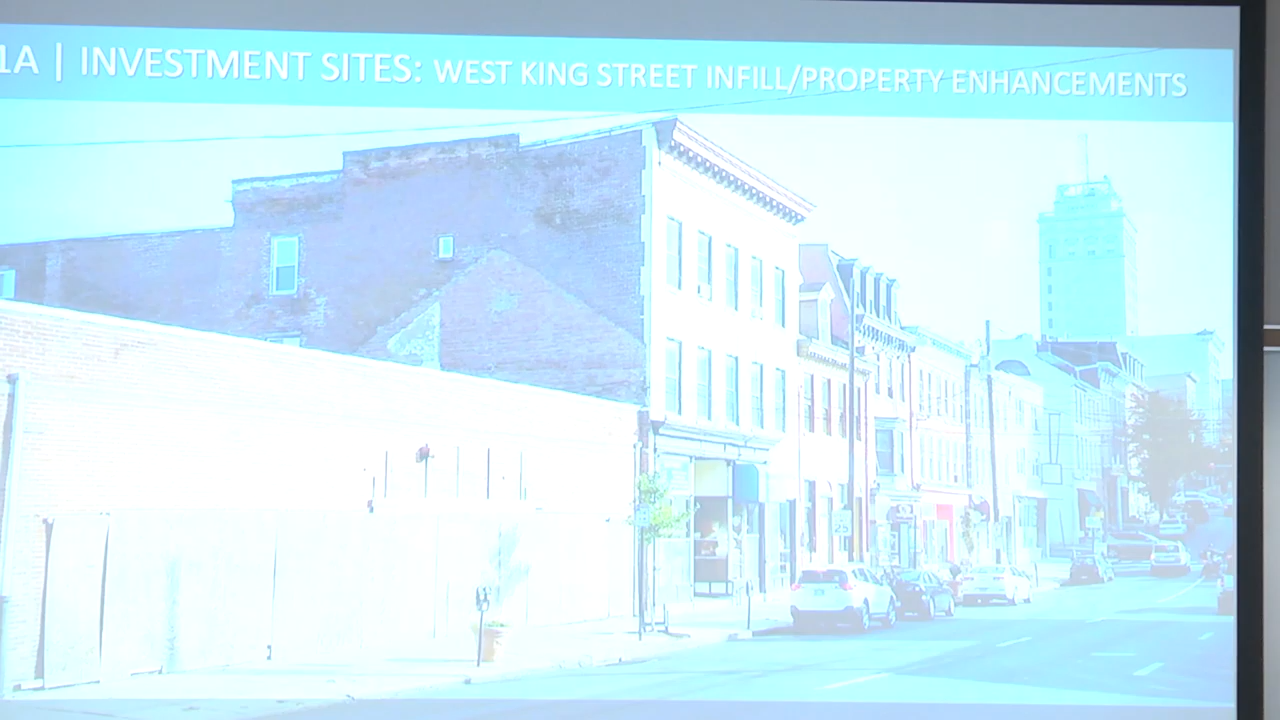 1A | INVESTMENT SITES: WEST KING STREET INFILL/PROPERTY ENHANCEMENTS
25